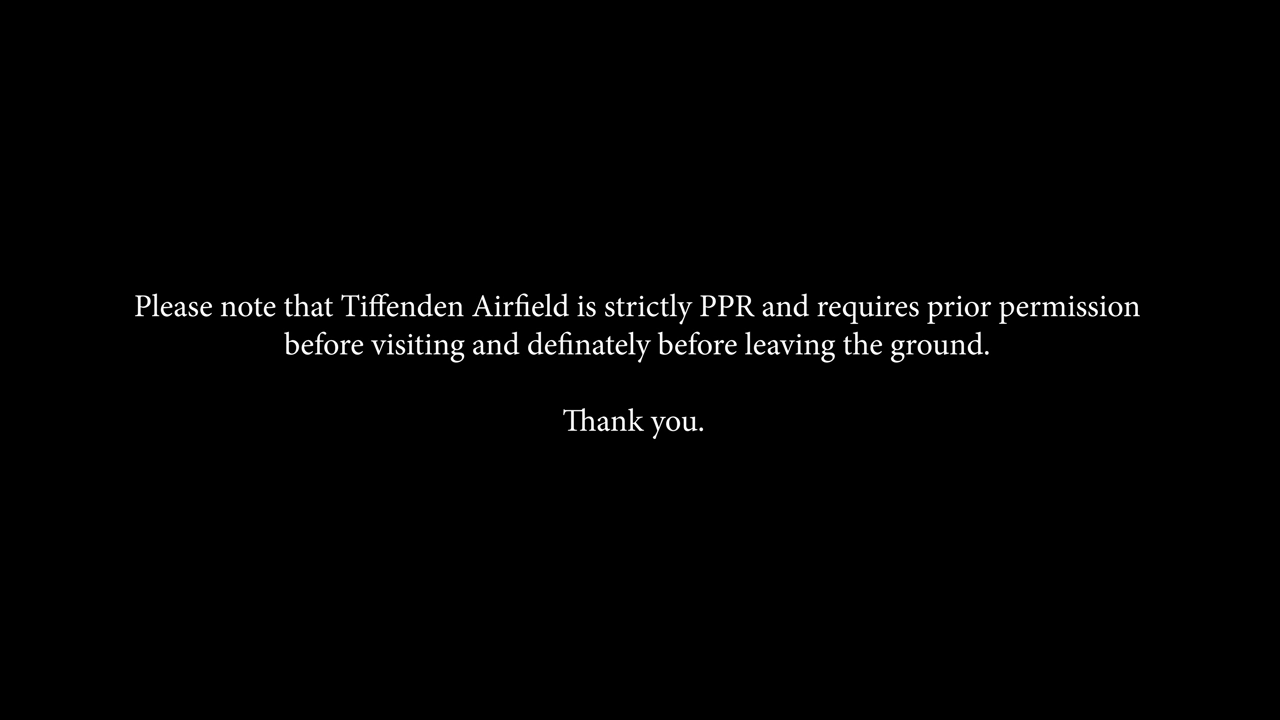 Please note that Tiffenden Airfield is strictly PPR and requires prior permission
before visiting and definately before leaving the ground.
Thank you.